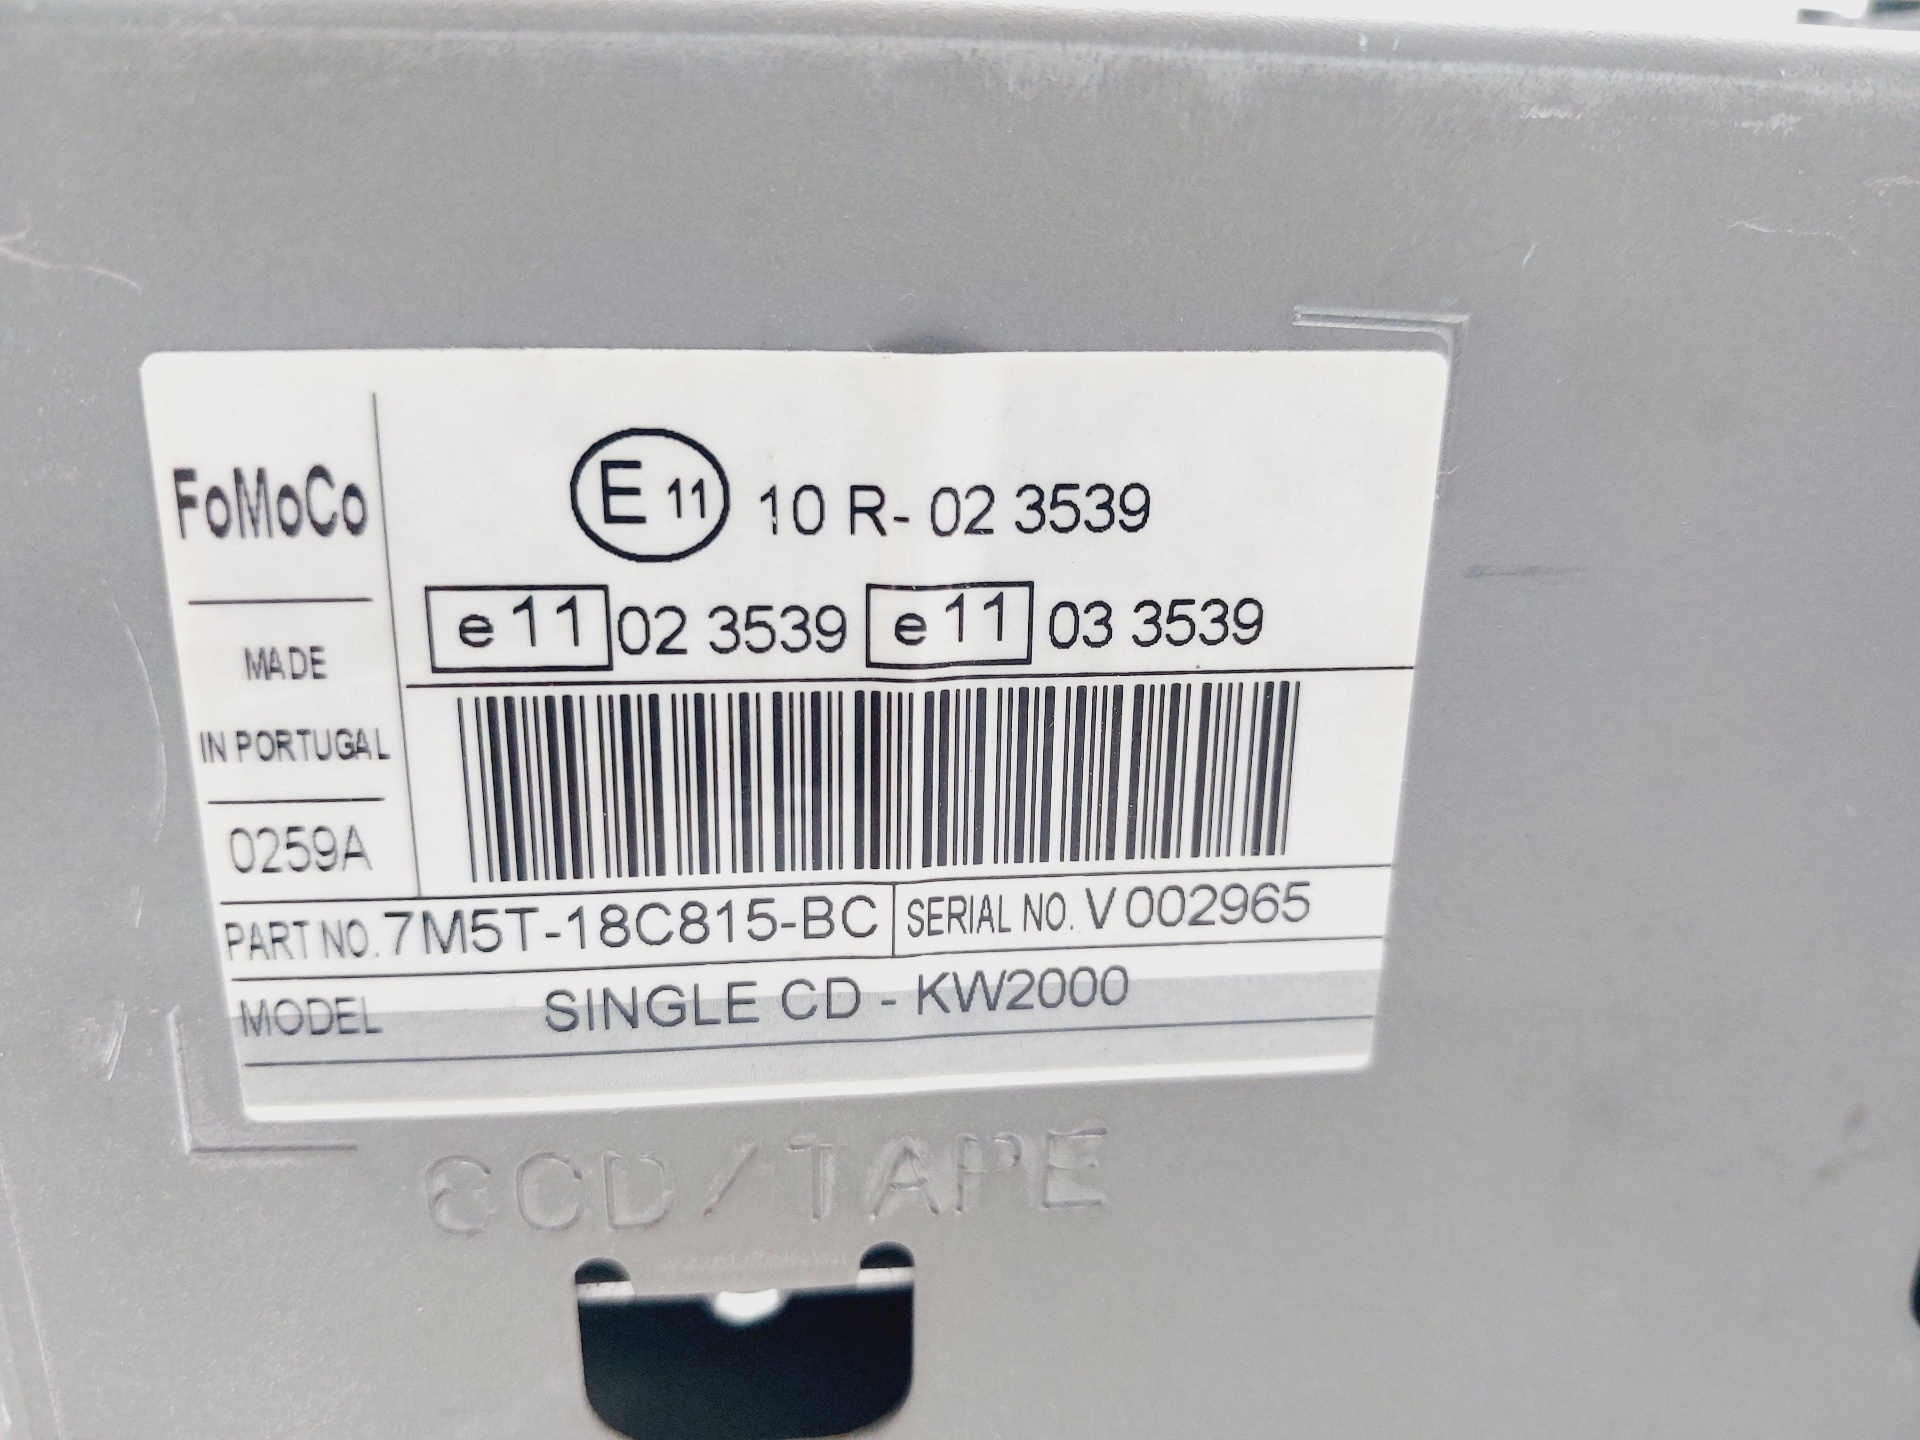 FoMoCo
MADE
IN PORTUGAL
0259A
E 11 10 R- 02 3539
e 11 02 3539 e 11 03 3539
PART NO. 7M5T-18C815-BC SERIAL NO. V 002965
MODEL SINGLE CD - KW2000
6CD/TAPE